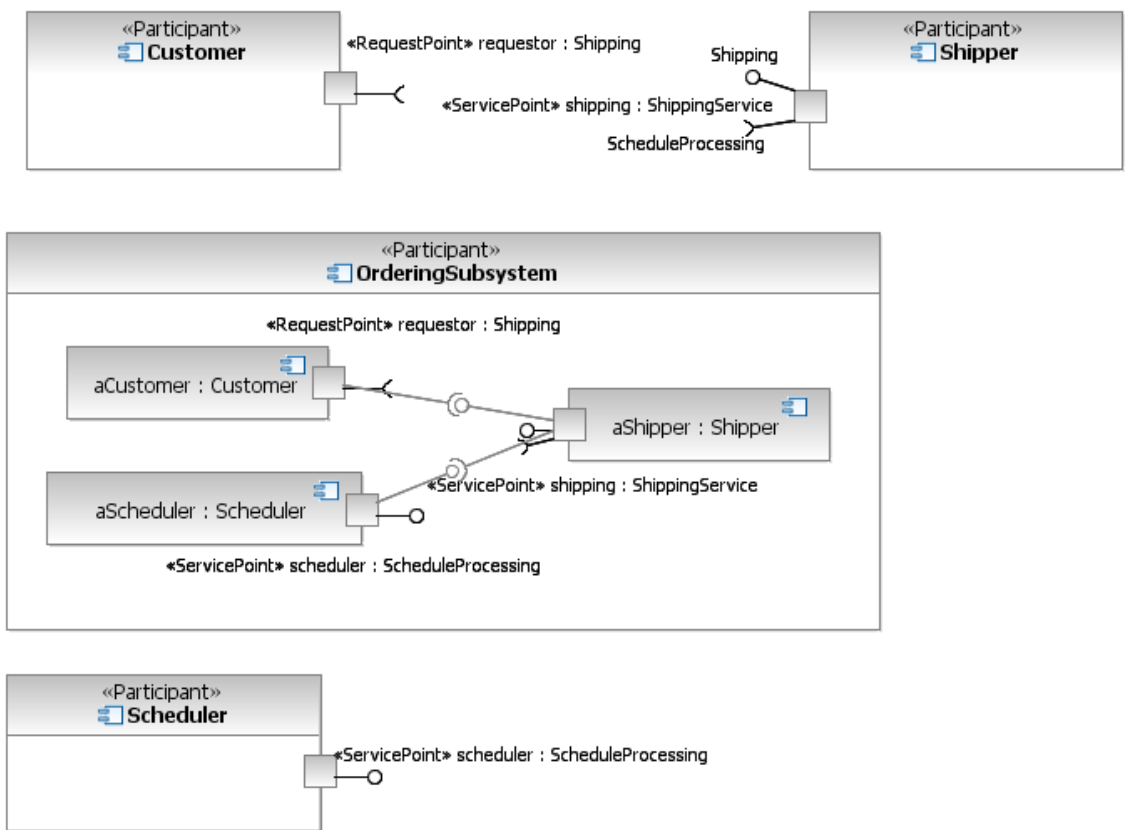 «Participant»
Customer
«RequestPoint» requestor : Shipping
Shipping
«ServicePoint» shipping : ShippingService
ScheduleProcessing
«Participant»
Shipper
«Participant»
OrderingSubsystem
«RequestPoint» requestor : Shipping
aCustomer : Customer
aShipper : Shipper
«ServicePoint» shipping : ShippingService
aScheduler : Scheduler
«ServicePoint» scheduler : ScheduleProcessing
«Participant»
Scheduler
«ServicePoint» scheduler : ScheduleProcessing